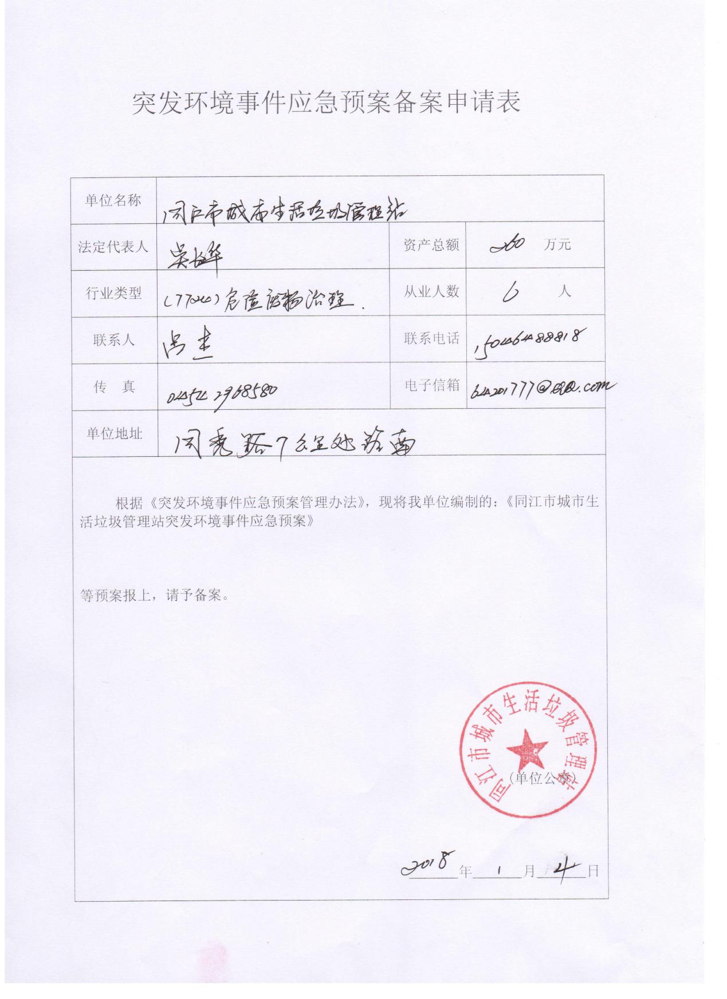 突发环境事件应急预案备案申请表
单位名称 同江市城市生活垃圾管理站
法定代表人 吴长华 资产总额 260 万元
行业类型 (7724)危险废物治理. 从业人数 6 人
联系人 吕杰 联系电话 15046488818
传 真 0454 2968580 电子信箱 64201777@QQ.com
单位地址 同秀路7公里处路南
根据《突发环境事件应急预案管理办法》，现将我单位编制的：《同江市城市生
活垃圾管理站突发环境事件应急预案》
等预案报上，请予备案。
同江市城市生活垃圾管理站
(单位公章)
2018 年 1 月 4 日